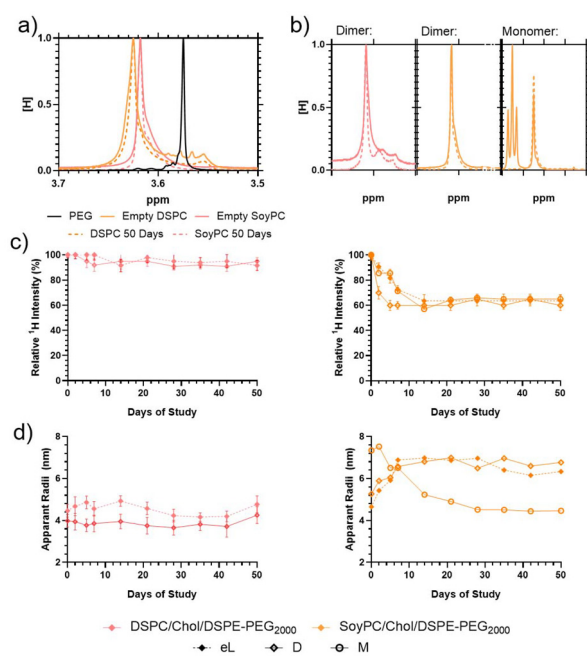 a)
b)
Dimer: Dimer: Monomer:
1.0
0.5
0.0
[H]
3.7 3.6 3.5
ppm
1.0
0.5
0.0
[H]
ppm ppm ppm
PEG Empty DSPC Empty SoyPC
DSPC 50 Days SoyPC 50 Days
c)
100
80
60
40
20
0
Relative ¹H Intensity (%)
0 10 20 30 40 50
Days of Study
100
80
60
40
20
0
Relative ¹H Intensity (%)
0 10 20 30 40 50
Days of Study
d)
8
6
4
2
Apparant Radii (nm)
0 10 20 30 40 50
Days of Study
8
6
4
2
Apparant Radii (nm)
0 10 20 30 40 50
Days of Study
DSPC/Chol/DSPE-PEG₂₀₀₀ SoyPC/Chol/DSPE-PEG₂₀₀₀
eL D M